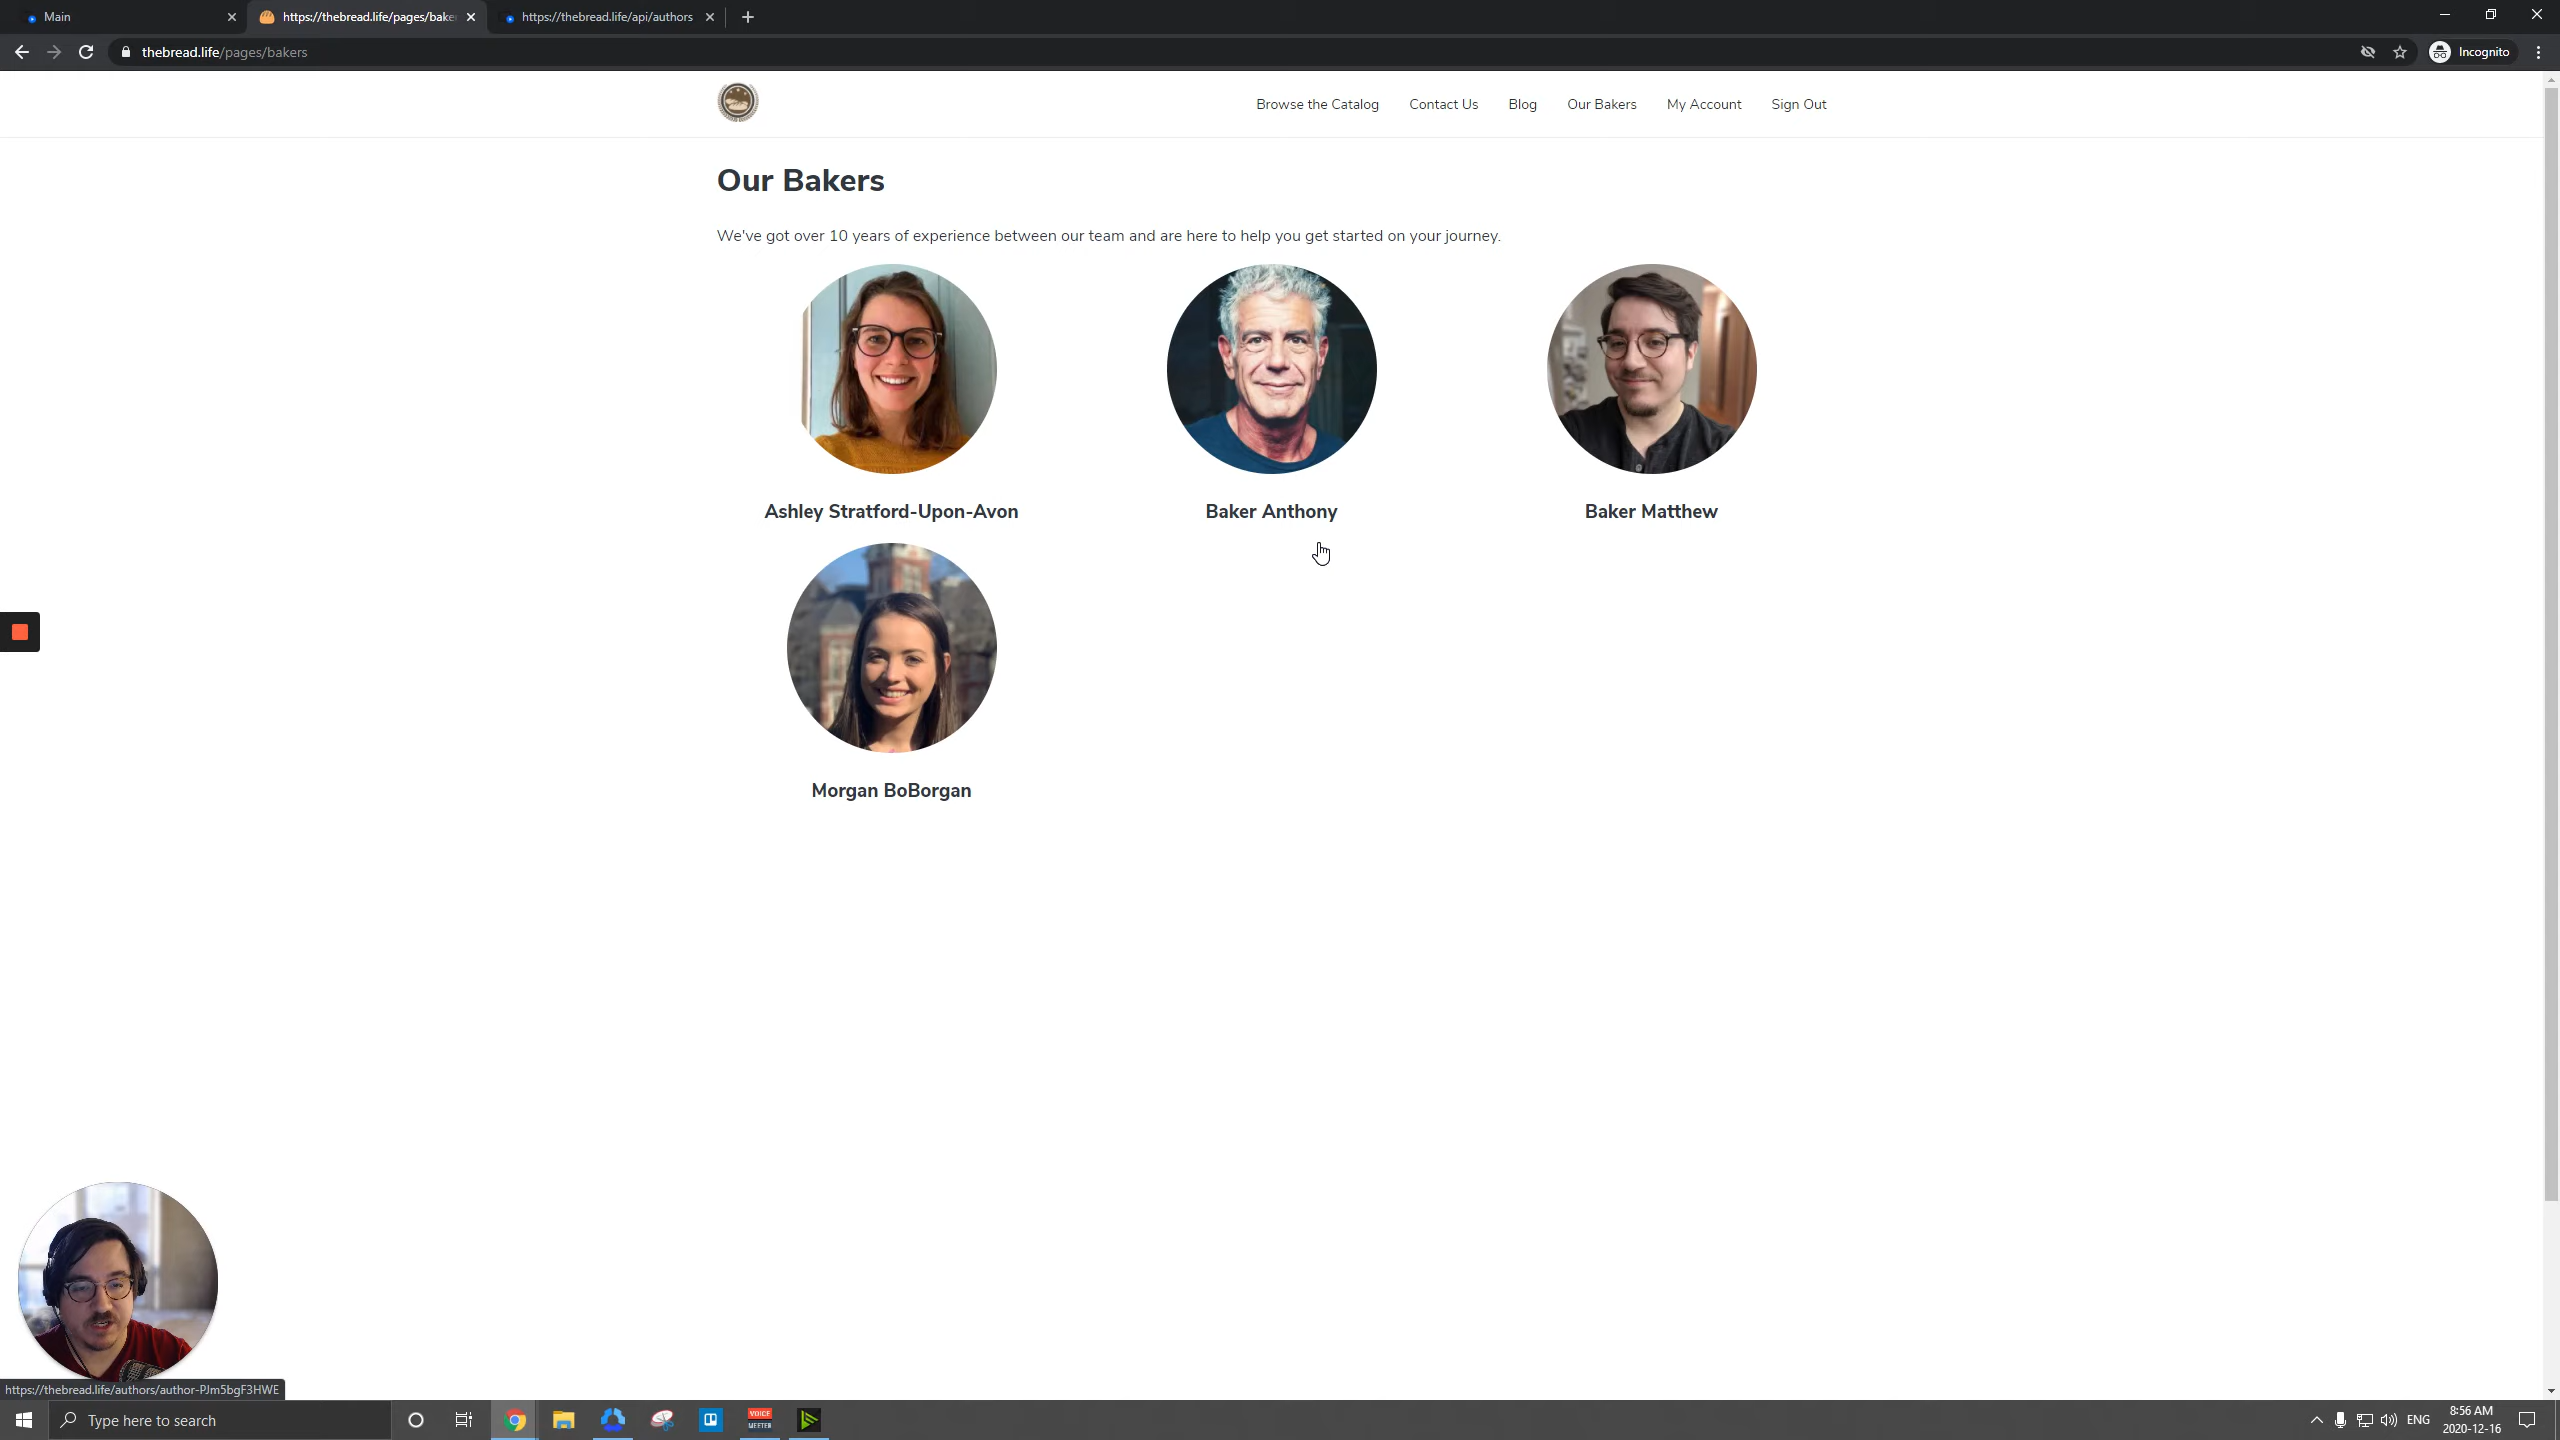 Main
https://thebread.life/pages/bake
https://thebread.life/api/authors
thebread.life/pages/bakers
Incognito
Browse the Catalog
Contact Us
Blog
Our Bakers
My Account
Sign Out
Our Bakers
We've got over 10 years of experience between our team and are here to help you get started on your journey.
Ashley Stratford-Upon-Avon
Baker Anthony
Baker Matthew
Morgan BoBorgan
https://thebread.life/authors/author-PJm5bgF3HWE
Type here to search
VOICE
MEETER
ENG
8:56 AM
2020-12-16